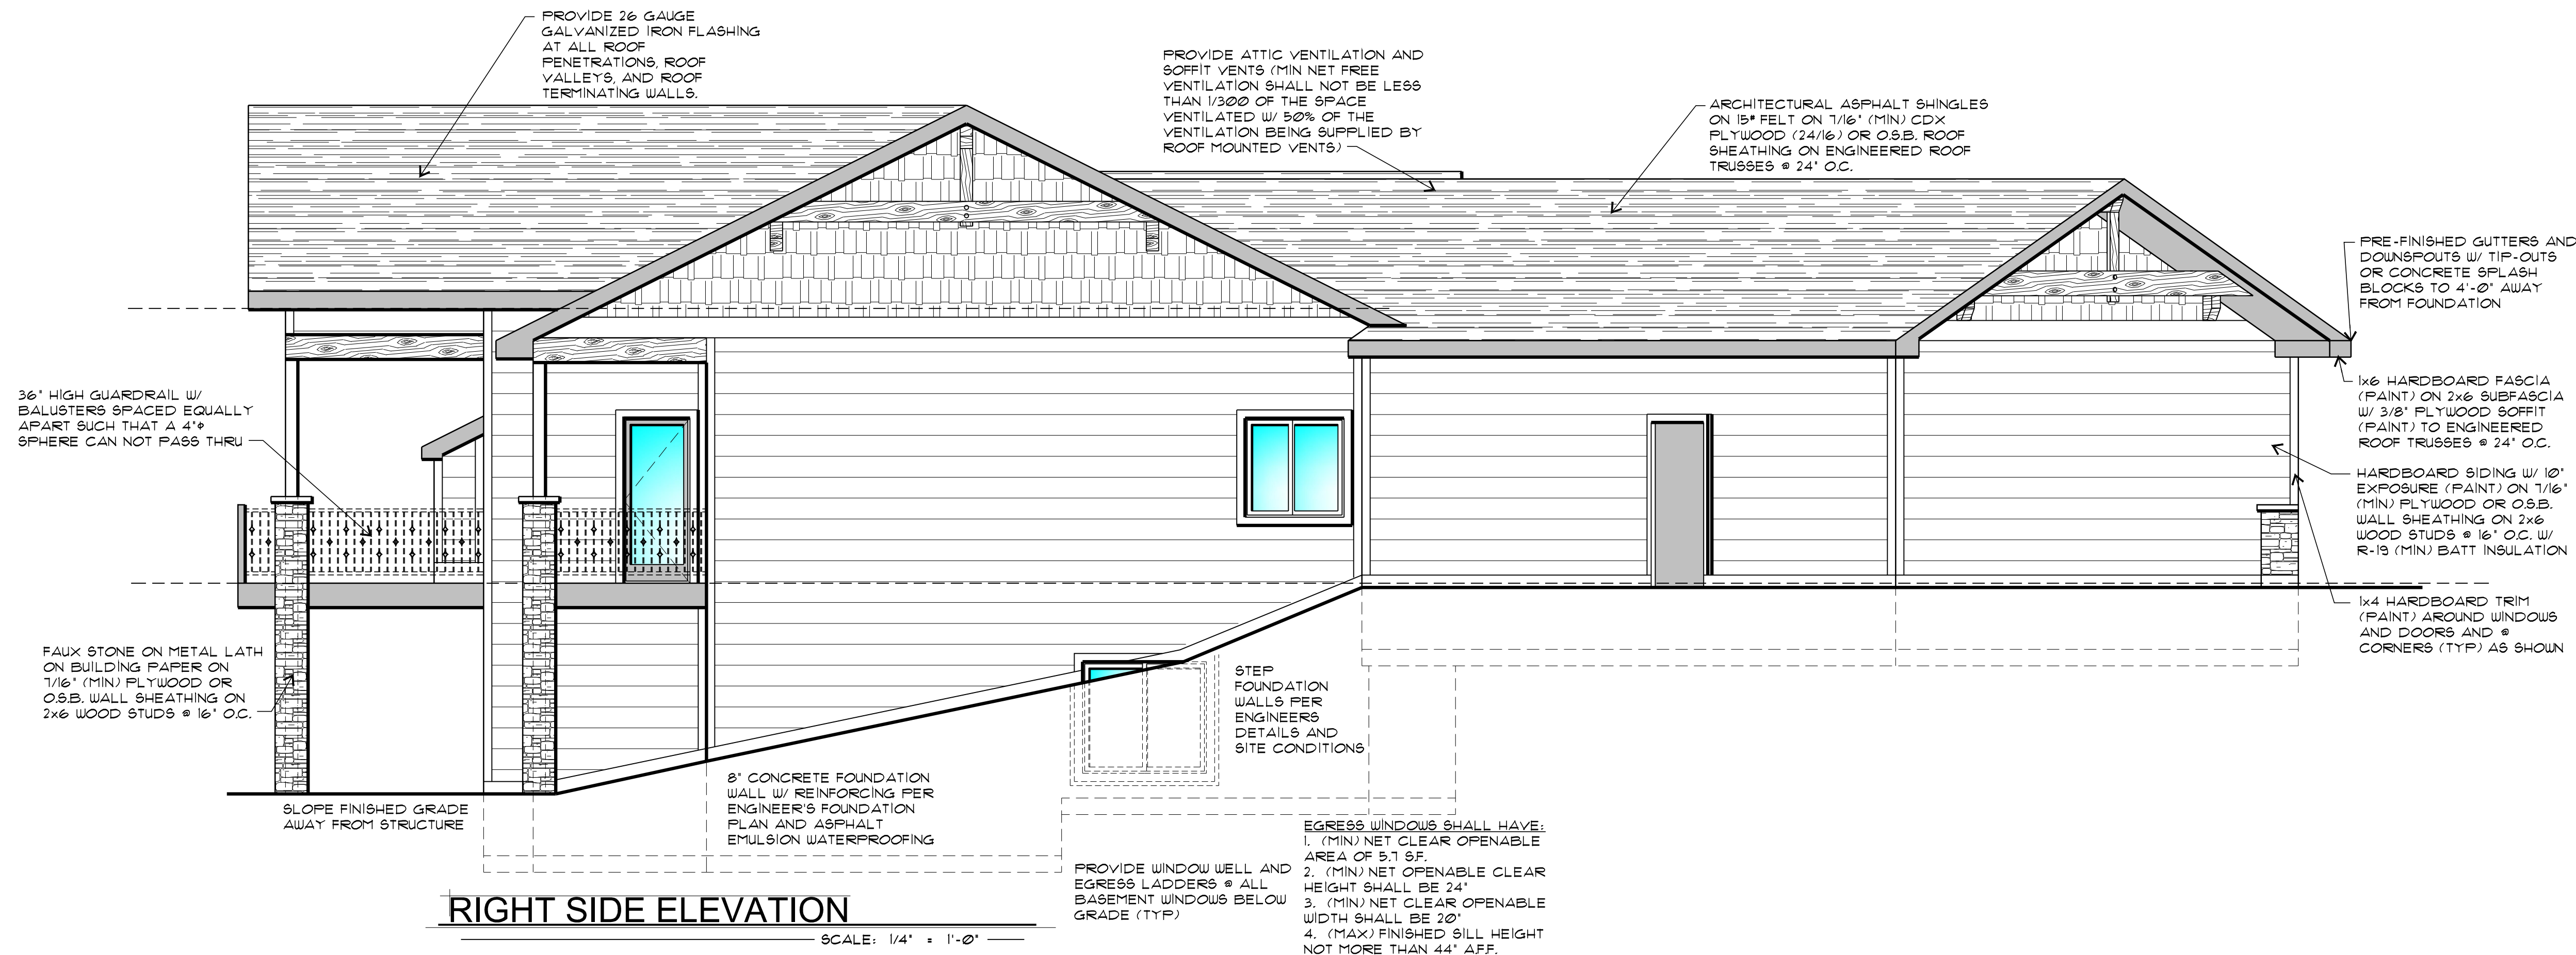 PROVIDE 26 GAUGE
GALVANIZED IRON FLASHING
AT ALL ROOF
PENETRATIONS, ROOF
VALLEYS, AND ROOF
TERMINATING WALLS.
PROVIDE ATTIC VENTILATION AND
SOFFIT VENTS (MIN NET FREE
VENTILATION SHALL NOT BE LESS
THAN 1/300 OF THE SPACE
VENTILATED W/ 50% OF THE
VENTILATION BEING SUPPLIED BY
ROOF MOUNTED VENTS)
ARCHITECTURAL ASPHALT SHINGLES
ON 15# FELT ON 7/16" (MIN) CDX
PLYWOOD (24/16) OR O.S.B. ROOF
SHEATHING ON ENGINEERED ROOF
TRUSSES @ 24" O.C.
PRE-FINISHED GUTTERS AND
DOWNSPOUTS W/ TIP-OUTS
OR CONCRETE SPLASH
BLOCKS TO 4'-0" AWAY
FROM FOUNDATION
36" HIGH GUARDRAIL W/
BALUSTERS SPACED EQUALLY
APART SUCH THAT A 4"ø
SPHERE CAN NOT PASS THRU
1x6 HARDBOARD FASCIA
(PAINT) ON 2x6 SUBFASCIA
W/ 3/8" PLYWOOD SOFFIT
(PAINT) TO ENGINEERED
ROOF TRUSSES @ 24" O.C.
HARDBOARD SIDING W/ 10"
EXPOSURE (PAINT) ON 7/16"
(MIN) PLYWOOD OR O.S.B.
WALL SHEATHING ON 2x6
WOOD STUDS @ 16" O.C. W/
R-19 (MIN) BATT INSULATION
1x4 HARDBOARD TRIM
(PAINT) AROUND WINDOWS
AND DOORS AND @
CORNERS (TYP) AS SHOWN
FAUX STONE ON METAL LATH
ON BUILDING PAPER ON
7/16" (MIN) PLYWOOD OR
O.S.B. WALL SHEATHING ON
2x6 WOOD STUDS @ 16" O.C.
STEP
FOUNDATION
WALLS PER
ENGINEERS
DETAILS AND
SITE CONDITIONS
SLOPE FINISHED GRADE
AWAY FROM STRUCTURE
8" CONCRETE FOUNDATION
WALL W/ REINFORCING PER
ENGINEER'S FOUNDATION
PLAN AND ASPHALT
EMULSION WATERPROOFING
PROVIDE WINDOW WELL AND
EGRESS LADDERS @ ALL
BASEMENT WINDOWS BELOW
GRADE (TYP)
EGRESS WINDOWS SHALL HAVE:
1. (MIN) NET CLEAR OPENABLE
AREA OF 5.7 S.F.
2. (MIN) NET OPENABLE CLEAR
HEIGHT SHALL BE 24"
3. (MIN) NET CLEAR OPENABLE
WIDTH SHALL BE 20"
4. (MAX) FINISHED SILL HEIGHT
NOT MORE THAN 44" A.F.F.
RIGHT SIDE ELEVATION
SCALE: 1/4" = 1'-0"